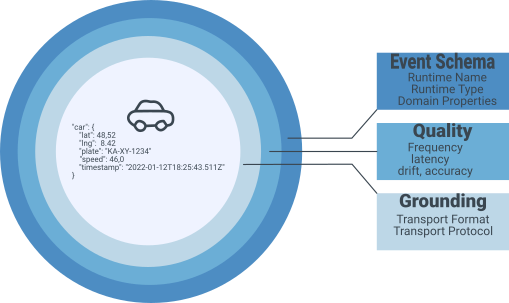 "car": {
"lat": 48,52
"lng": 8.42
"plate": "KA-XY-1234"
"speed": 46,0
"timestamp": "2022-01-12T18:25:43.511Z"
}
Event Schema
Runtime Name
Runtime Type
Domain Properties
Quality
Frequency
latency
drift, accuracy
Grounding
Transport Format
Transport Protocol